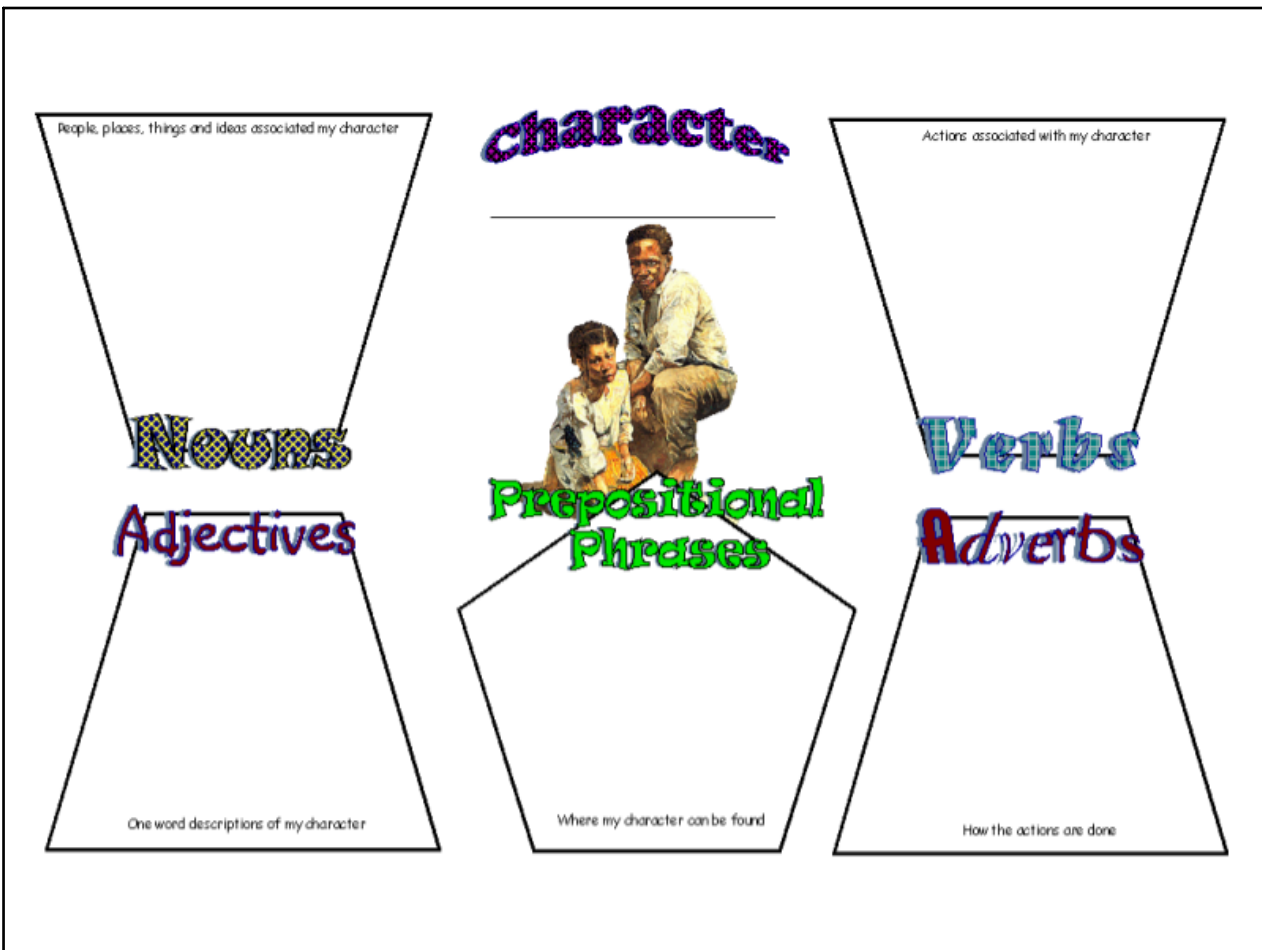 Character
People, places, things and ideas associated my character
Nouns
Adjectives
One word descriptions of my character
Prepositional
Phrases
Where my character can be found
Actions associated with my character
Verbs
Adverbs
How the actions are done